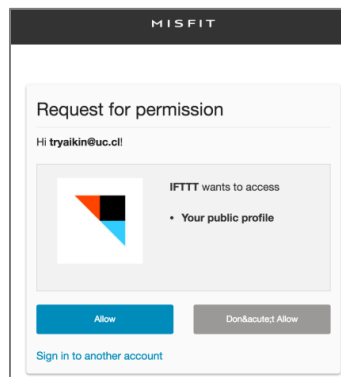 MISFIT
Request for permission
Hi tryaikin@uc.cl!
IFTTT wants to access
• Your public profile
Allow
Don&acute;t Allow
Sign in to another account